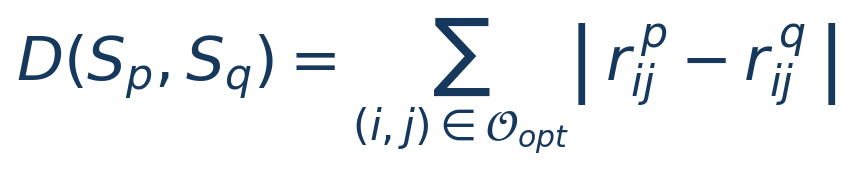 D(S_p, S_q) = \sum_{(i,j) \in \mathcal{O}_{opt}} | r_{ij}^p - r_{ij}^q |